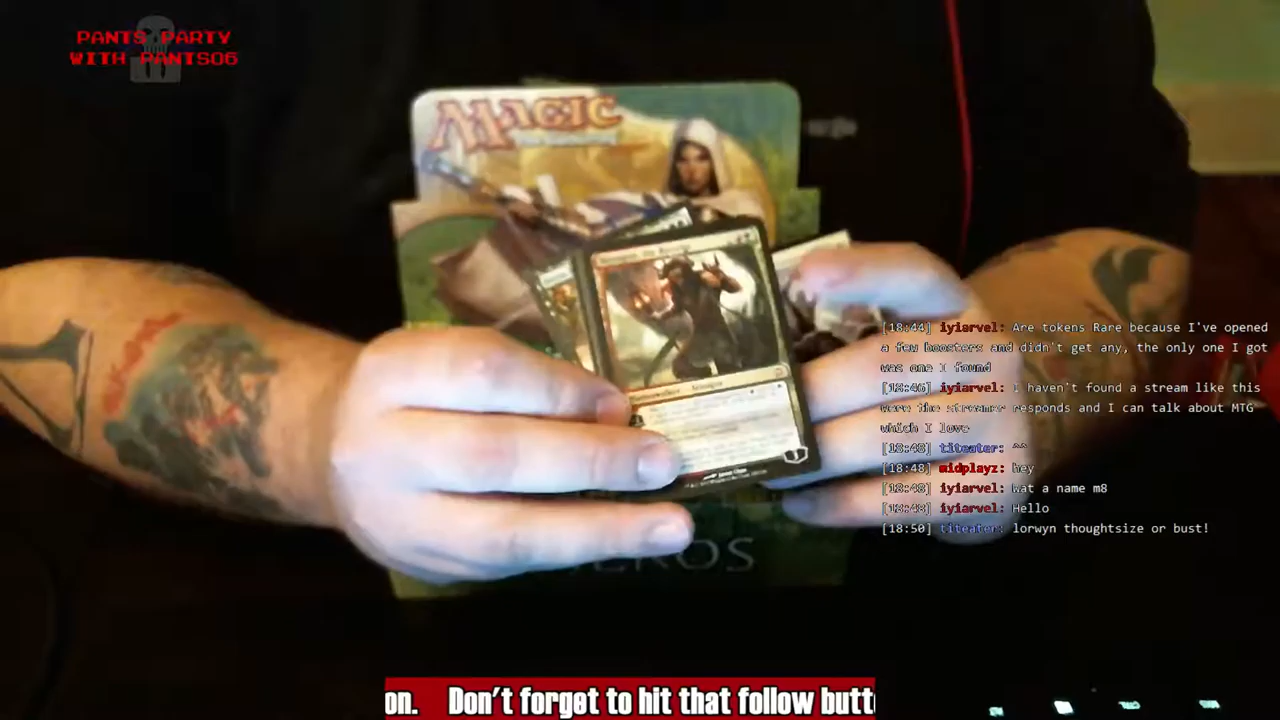 PANTS PARTY
WITH PANTS06
MAGIC
[18:44] iyiarvel: Are tokens Rare because I've opened
a few boosters and didn't get any, the only one I got
was one I found
[18:46] iyiarvel: I haven't found a stream like this
were the streamer responds and I can talk about MTG
which I love
[18:48] titeater: ^^
[18:48] midplayz: hey
[18:48] iyiarvel: wat a name m8
[18:48] iyiarvel: Hello
[18:50] titeater: lorwyn thoughtsize or bust!
EROS
on. Don't forget to hit that follow butt